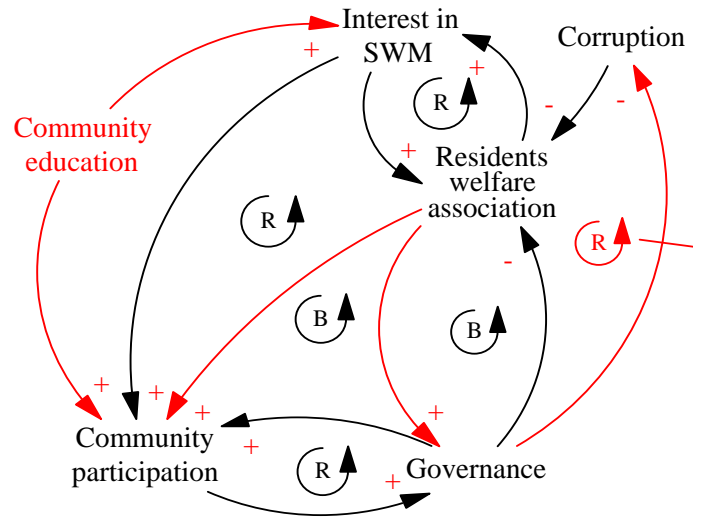 Interest in
SWM
Corruption
+
+
R
-
-
Community
education
+
Residents
welfare
association
R
R
-
B
B
+
+
+
+
+
Community
participation
R
+
Governance